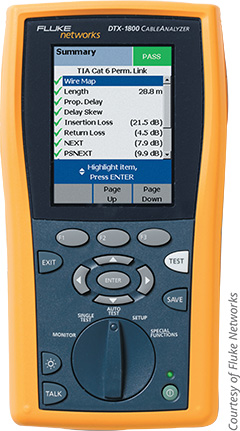 FLUKE
networks
DTX-1800 CABLEANALYZER
Summary PASS
TIA Cat 6 Perm. Link
Wire Map
Length 28.8 m
Prop. Delay
Delay Skew
Insertion Loss (21.5 dB)
Return Loss (4.5 dB)
NEXT (7.9 dB)
PSNEXT (9.9 dB)
Highlight item,
Press ENTER
Page Up
Page Down
F1 F2 F3
EXIT
TEST
ENTER
SAVE
AUTO TEST
SINGLE TEST
SETUP
MONITOR
SPECIAL FUNCTIONS
TALK
Courtesy of Fluke Networks